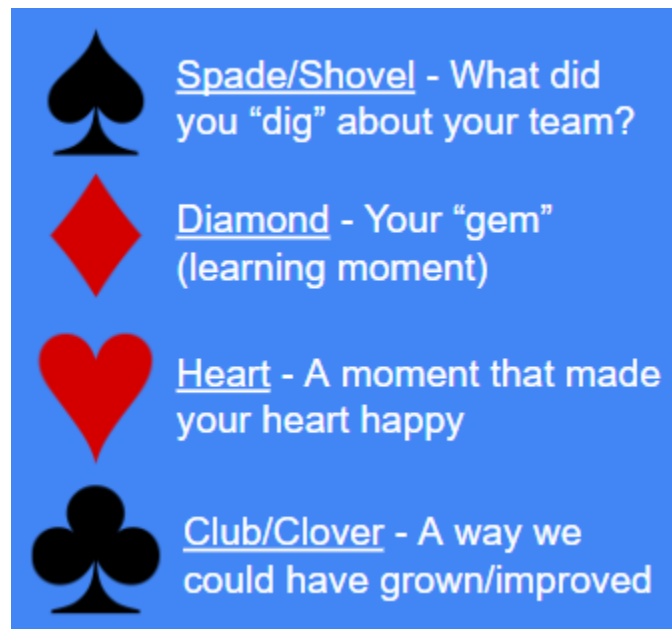 Spade/Shovel - What did
you “dig” about your team?
Diamond - Your “gem”
(learning moment)
Heart - A moment that made
your heart happy
Club/Clover - A way we
could have grown/improved